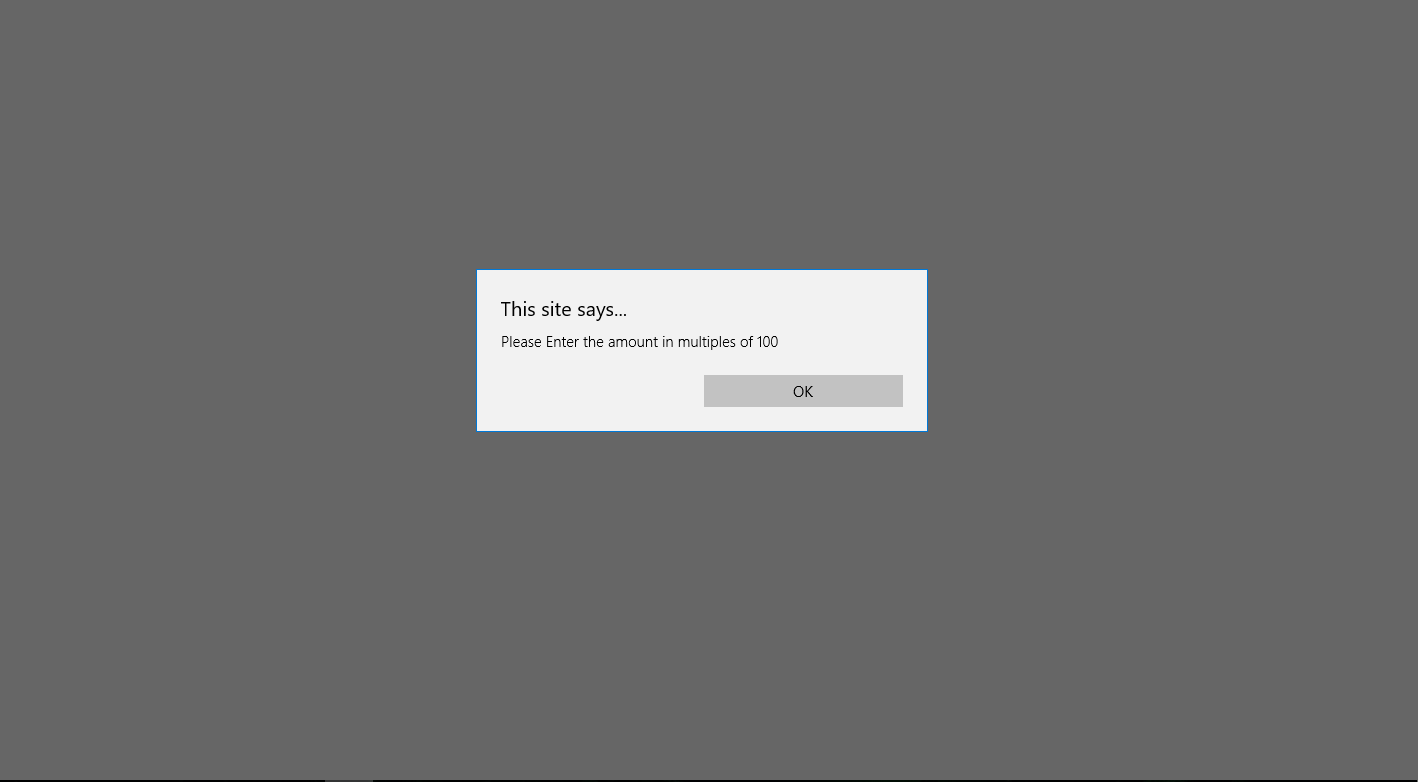 This site says...
Please Enter the amount in multiples of 100
OK